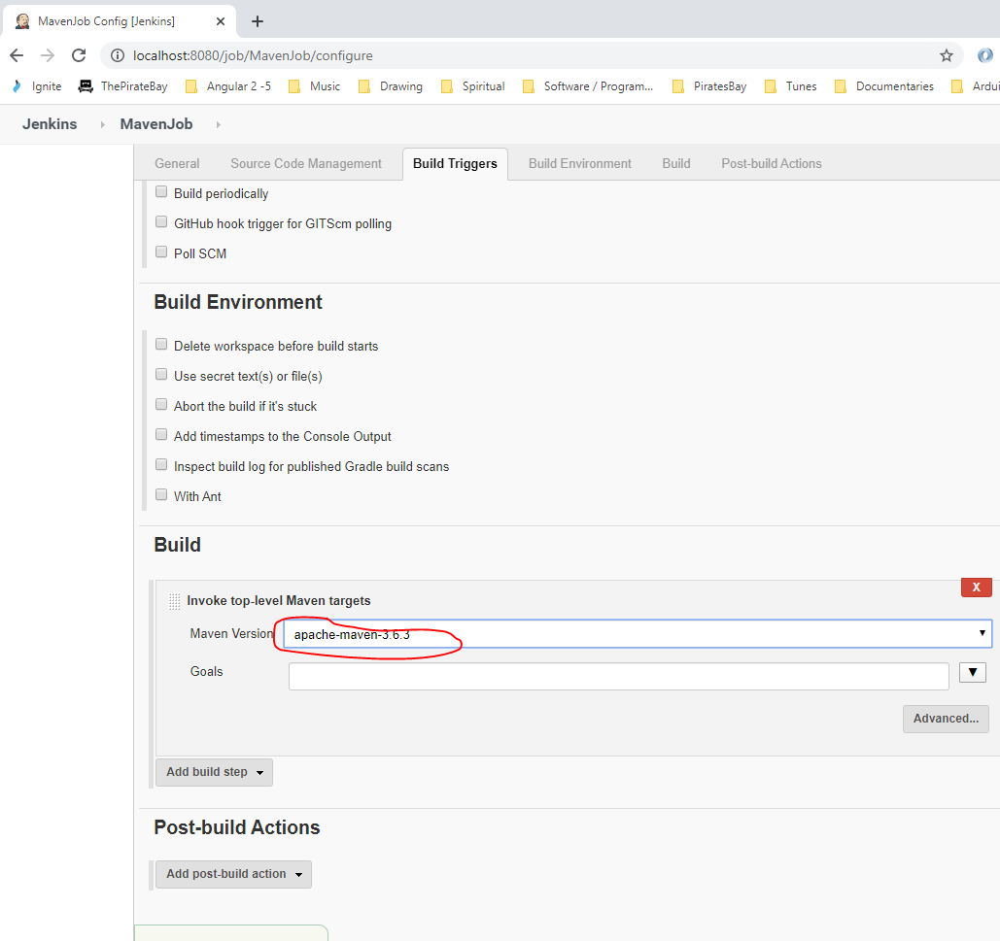 MavenJob Config [Jenkins]
localhost:8080/job/MavenJob/configure
Ignite ThePirateBay Angular 2 -5 Music Drawing Spiritual Software / Program... PiratesBay Tunes Documentaries Ardui
Jenkins MavenJob
General Source Code Management Build Triggers Build Environment Build Post-build Actions
Build periodically
GitHub hook trigger for GITScm polling
Poll SCM
Build Environment
Delete workspace before build starts
Use secret text(s) or file(s)
Abort the build if it's stuck
Add timestamps to the Console Output
Inspect build log for published Gradle build scans
With Ant
Build
X
Invoke top-level Maven targets
Maven Version apache-maven-3.6.3
Goals
Advanced...
Add build step
Post-build Actions
Add post-build action